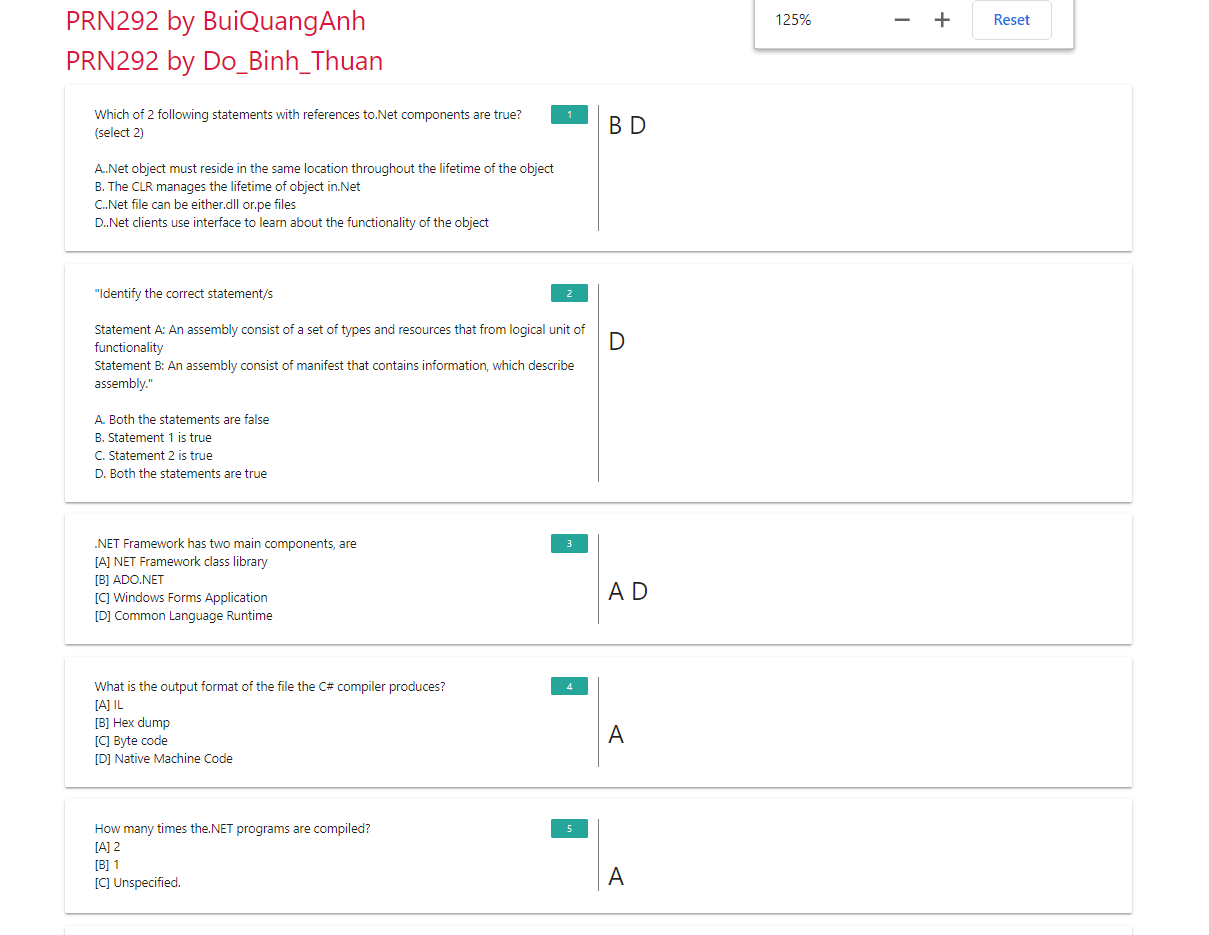 PRN292 by BuiQuangAnh
125%
−
+
Reset
PRN292 by Do_Binh_Thuan
Which of 2 following statements with references to.Net components are true?
(select 2)
A..Net object must reside in the same location throughout the lifetime of the object
B. The CLR manages the lifetime of object in.Net
C..Net file can be either.dll or.pe files
D..Net clients use interface to learn about the functionality of the object
1
B D
"Identify the correct statement/s
Statement A: An assembly consist of a set of types and resources that from logical unit of
functionality
Statement B: An assembly consist of manifest that contains information, which describe
assembly."
A. Both the statements are false
B. Statement 1 is true
C. Statement 2 is true
D. Both the statements are true
2
D
.NET Framework has two main components, are
[A] NET Framework class library
[B] ADO.NET
[C] Windows Forms Application
[D] Common Language Runtime
3
A D
What is the output format of the file the C# compiler produces?
[A] IL
[B] Hex dump
[C] Byte code
[D] Native Machine Code
4
A
How many times the.NET programs are compiled?
[A] 2
[B] 1
[C] Unspecified.
5
A